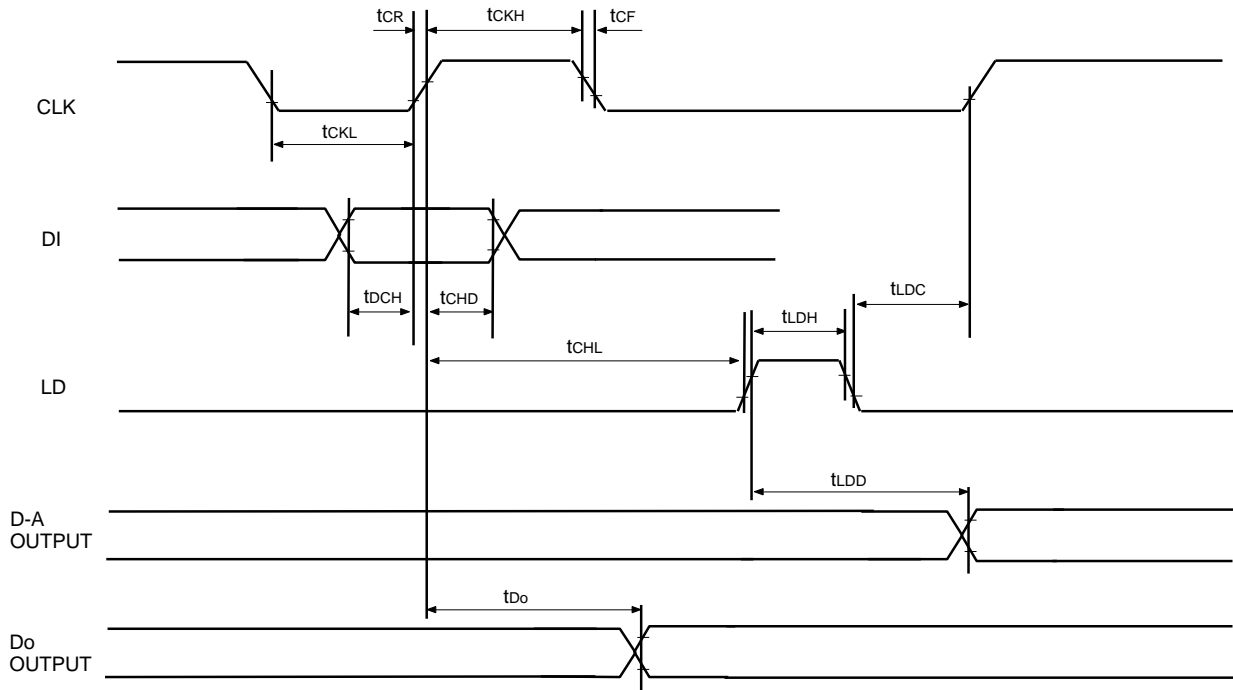 tCR
tCKH
tCF
CLK
tCKL
DI
tDCH
tCHD
tLDC
tLDH
tCHL
LD
tLDD
D-A
OUTPUT
tDo
Do
OUTPUT